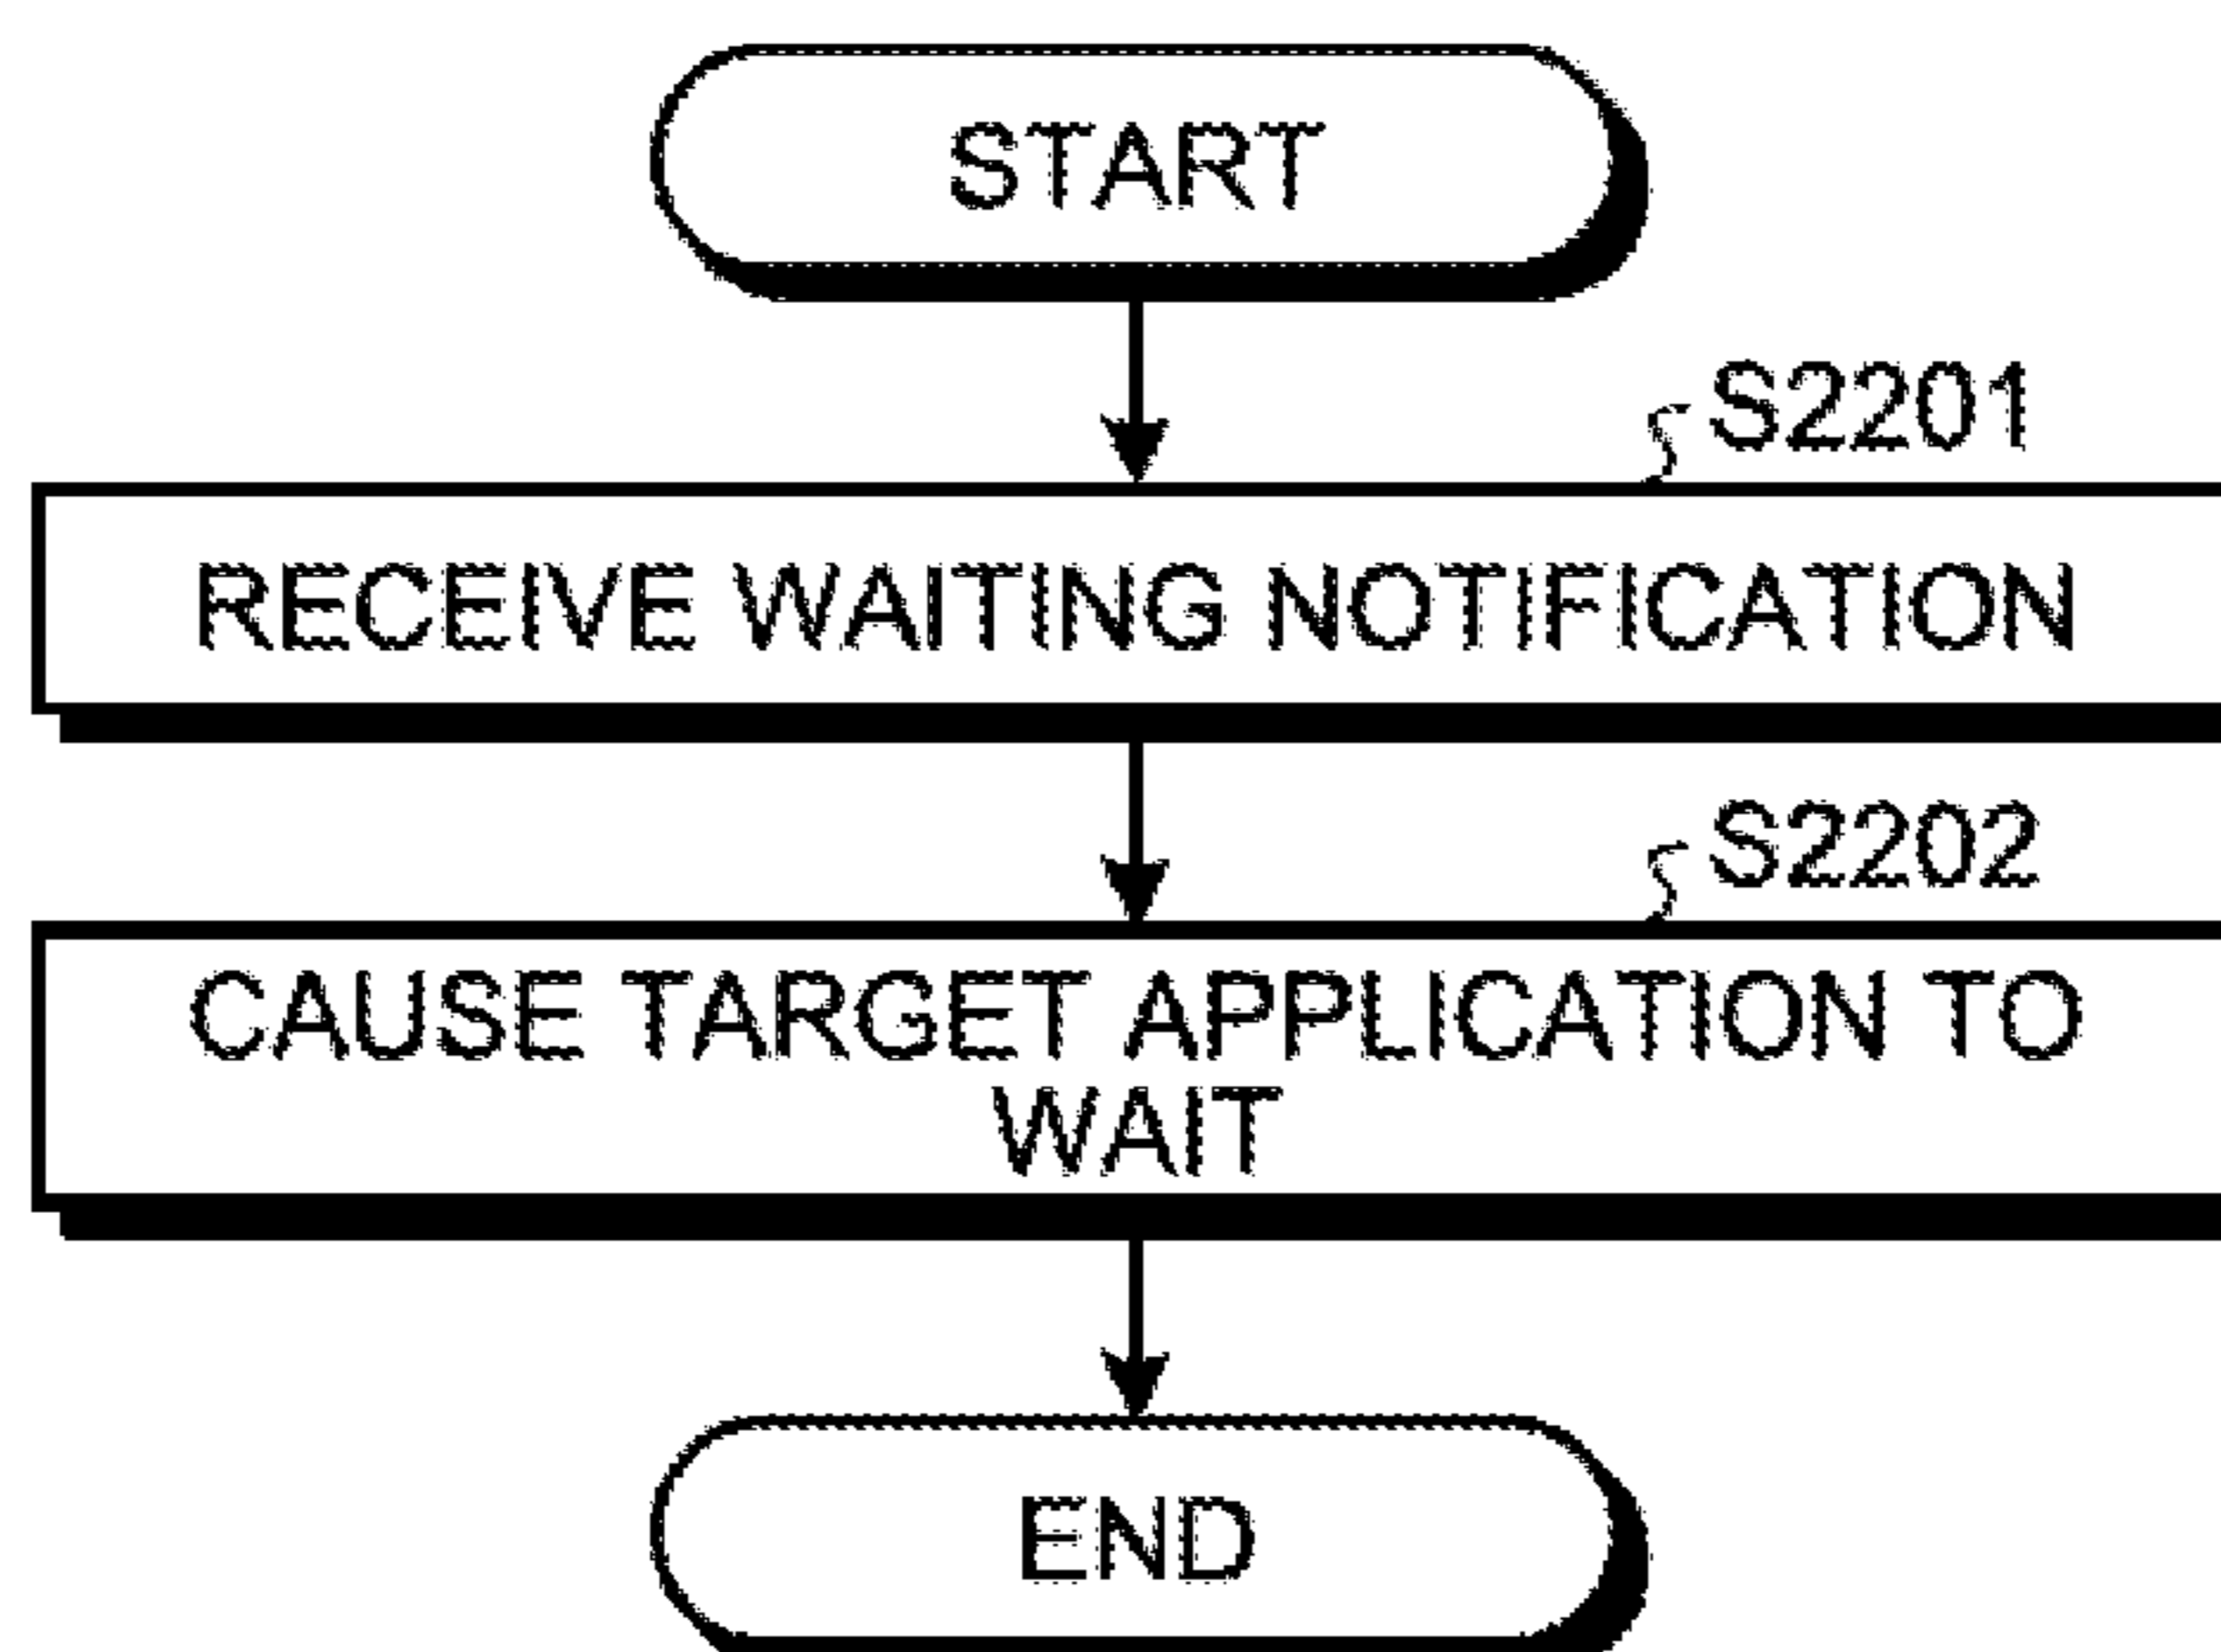 START
S2201
RECEIVE WAITING NOTIFICATION
S2202
CAUSE TARGET APPLICATION TO
WAIT
END